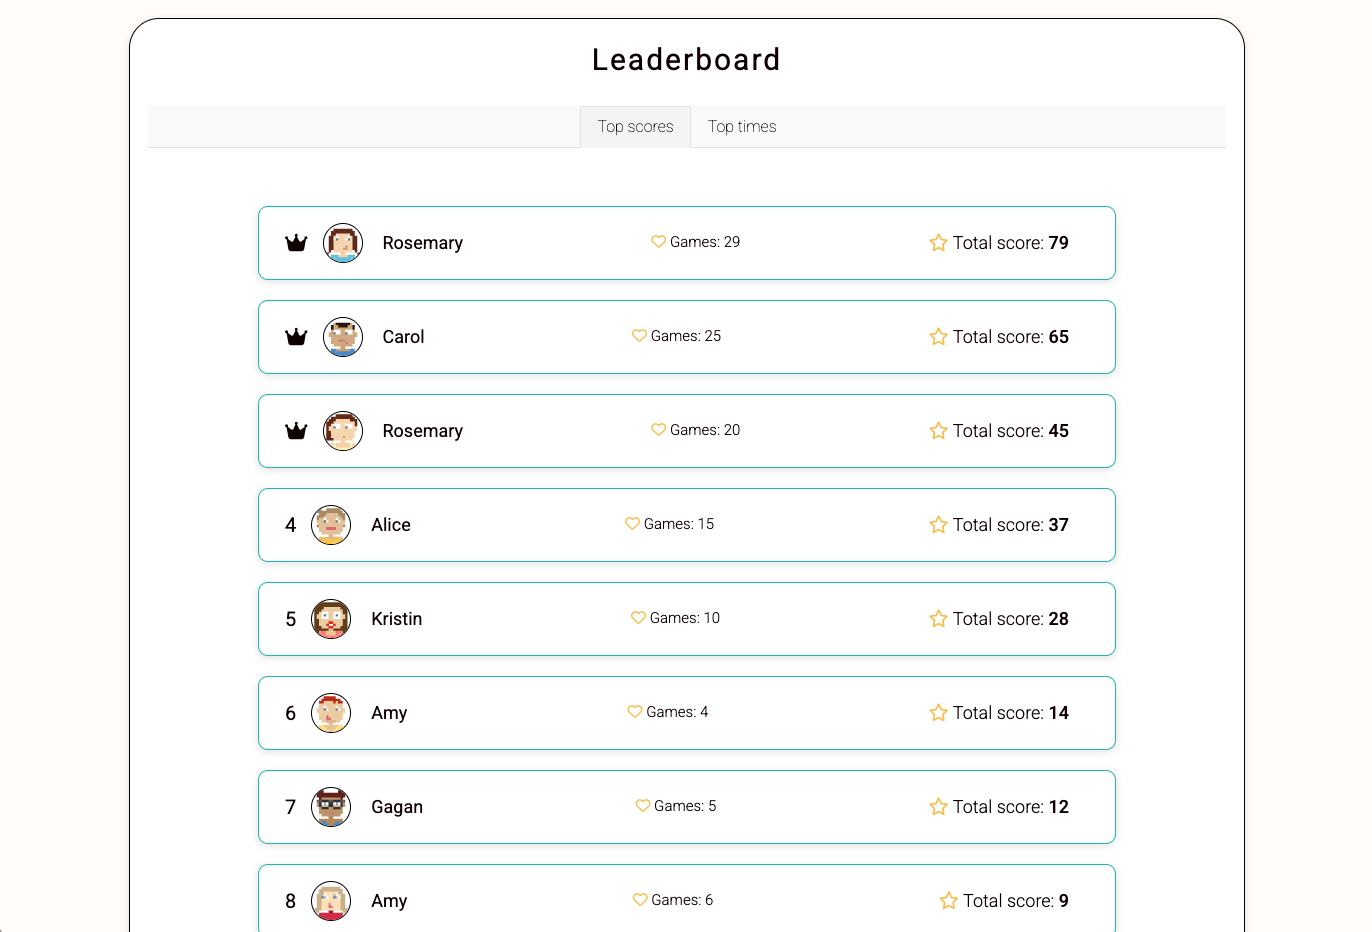 Leaderboard
Top scores Top times
Rosemary Games: 29 Total score: 79
Carol Games: 25 Total score: 65
Rosemary Games: 20 Total score: 45
4 Alice Games: 15 Total score: 37
5 Kristin Games: 10 Total score: 28
6 Amy Games: 4 Total score: 14
7 Gagan Games: 5 Total score: 12
8 Amy Games: 6 Total score: 9